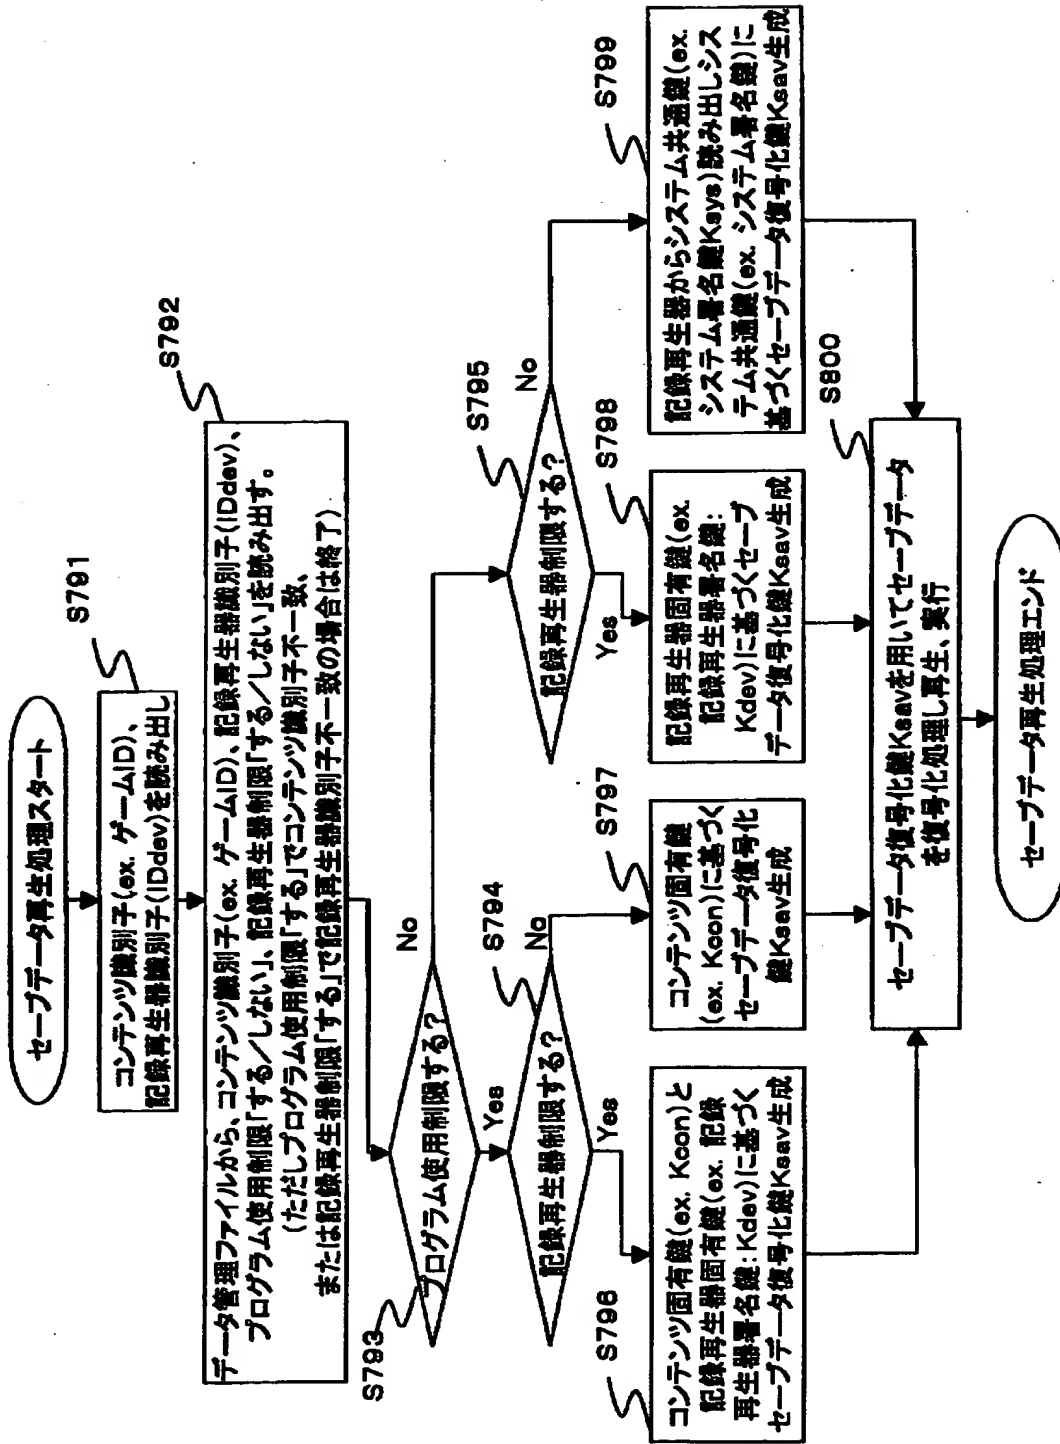 セーブデータ再生処理スタート
S791
コンテンツ識別子(ex. ゲームID)、
記録再生器識別子(IDdev)を読み出し
S792
データ管理ファイルから、コンテンツ識別子(ex. ゲームID)、記録再生器識別子(IDdev)、
プログラム使用制限「する/しない」、記録再生器制限「する/しない」を読み出す。
(ただしプログラム使用制限「する」でコンテンツ識別子不一致、
または記録再生器制限「する」で記録再生器識別子不一致の場合は終了)
S793
プログラム使用制限する?
No
Yes
S794
記録再生器制限する?
No
Yes
S795
記録再生器制限する?
No
Yes
S796
コンテンツ固有鍵(ex. Kcon)と
記録再生器固有鍵(ex. 記録
再生器署名鍵:Kdev)に基づく
セーブデータ復号化鍵Ksav生成
S797
コンテンツ固有鍵
(ex. Kcon)に基づく
セーブデータ復号化
鍵Ksav生成
S798
記録再生器固有鍵(ex.
記録再生器署名鍵:
Kdev)に基づくセーブ
データ復号化鍵Ksav生成
S799
記録再生器からシステム共通鍵(ex.
システム署名鍵Ksys)読み出しシス
テム共通鍵(ex. システム署名鍵)に
基づくセーブデータ復号化鍵Ksav生成
S800
セーブデータ復号化鍵Ksavを用いてセーブデータ
を復号化処理し再生、実行
セーブデータ再生処理エンド